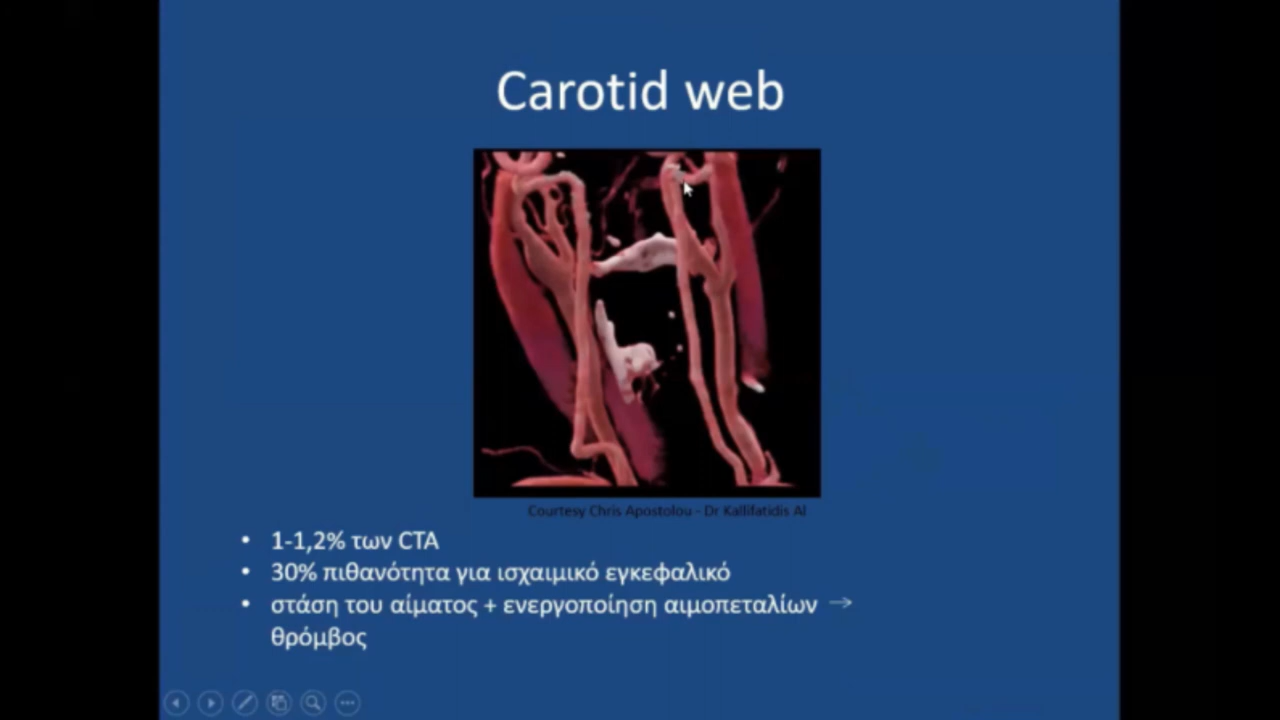 Carotid web
Courtesy Chris Apostolou - Dr Kallifatidis Al
• 1-1,2% των CTA
• 30% πιθανότητα για ισχαιμικό εγκεφαλικό
• στάση του αίματος + ενεργοποίηση αιμοπεταλίων →
θρόμβος